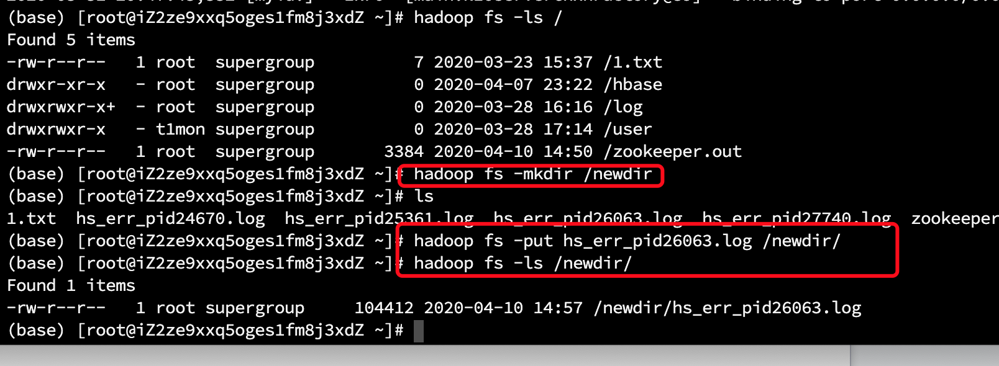 (base) [root@iZ2ze9xxq5oges1fm8j3xdZ ~]# hadoop fs -ls /
Found 5 items
-rw-r--r--   1 root  supergroup          7 2020-03-23 15:37 /1.txt
drwxr-xr-x   - root  supergroup          0 2020-04-07 23:22 /hbase
drwxrwxr-x+  - root  supergroup          0 2020-03-28 16:16 /log
drwxrwxr-x   - t1mon supergroup          0 2020-03-28 17:14 /user
-rw-r--r--   1 root  supergroup       3384 2020-04-10 14:50 /zookeeper.out
(base) [root@iZ2ze9xxq5oges1fm8j3xdZ ~]# hadoop fs -mkdir /newdir
(base) [root@iZ2ze9xxq5oges1fm8j3xdZ ~]# ls
1.txt  hs_err_pid24670.log  hs_err_pid25361.log  hs_err_pid26063.log  hs_err_pid27740.log  zookeeper
(base) [root@iZ2ze9xxq5oges1fm8j3xdZ ~]# hadoop fs -put hs_err_pid26063.log /newdir/
(base) [root@iZ2ze9xxq5oges1fm8j3xdZ ~]# hadoop fs -ls /newdir/
Found 1 items
-rw-r--r--   1 root supergroup     104412 2020-04-10 14:57 /newdir/hs_err_pid26063.log
(base) [root@iZ2ze9xxq5oges1fm8j3xdZ ~]#